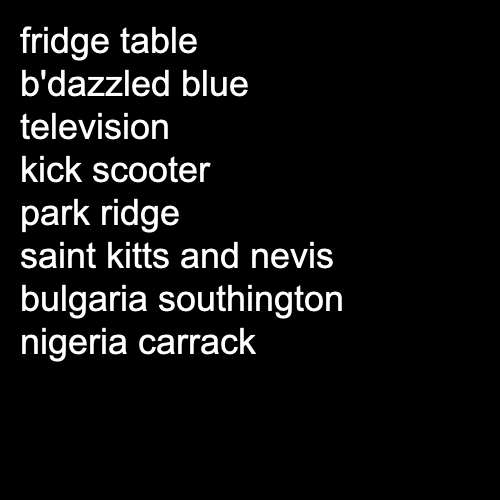 fridge table
b'dazzled blue
television
kick scooter
park ridge
saint kitts and nevis
bulgaria southington
nigeria carrack